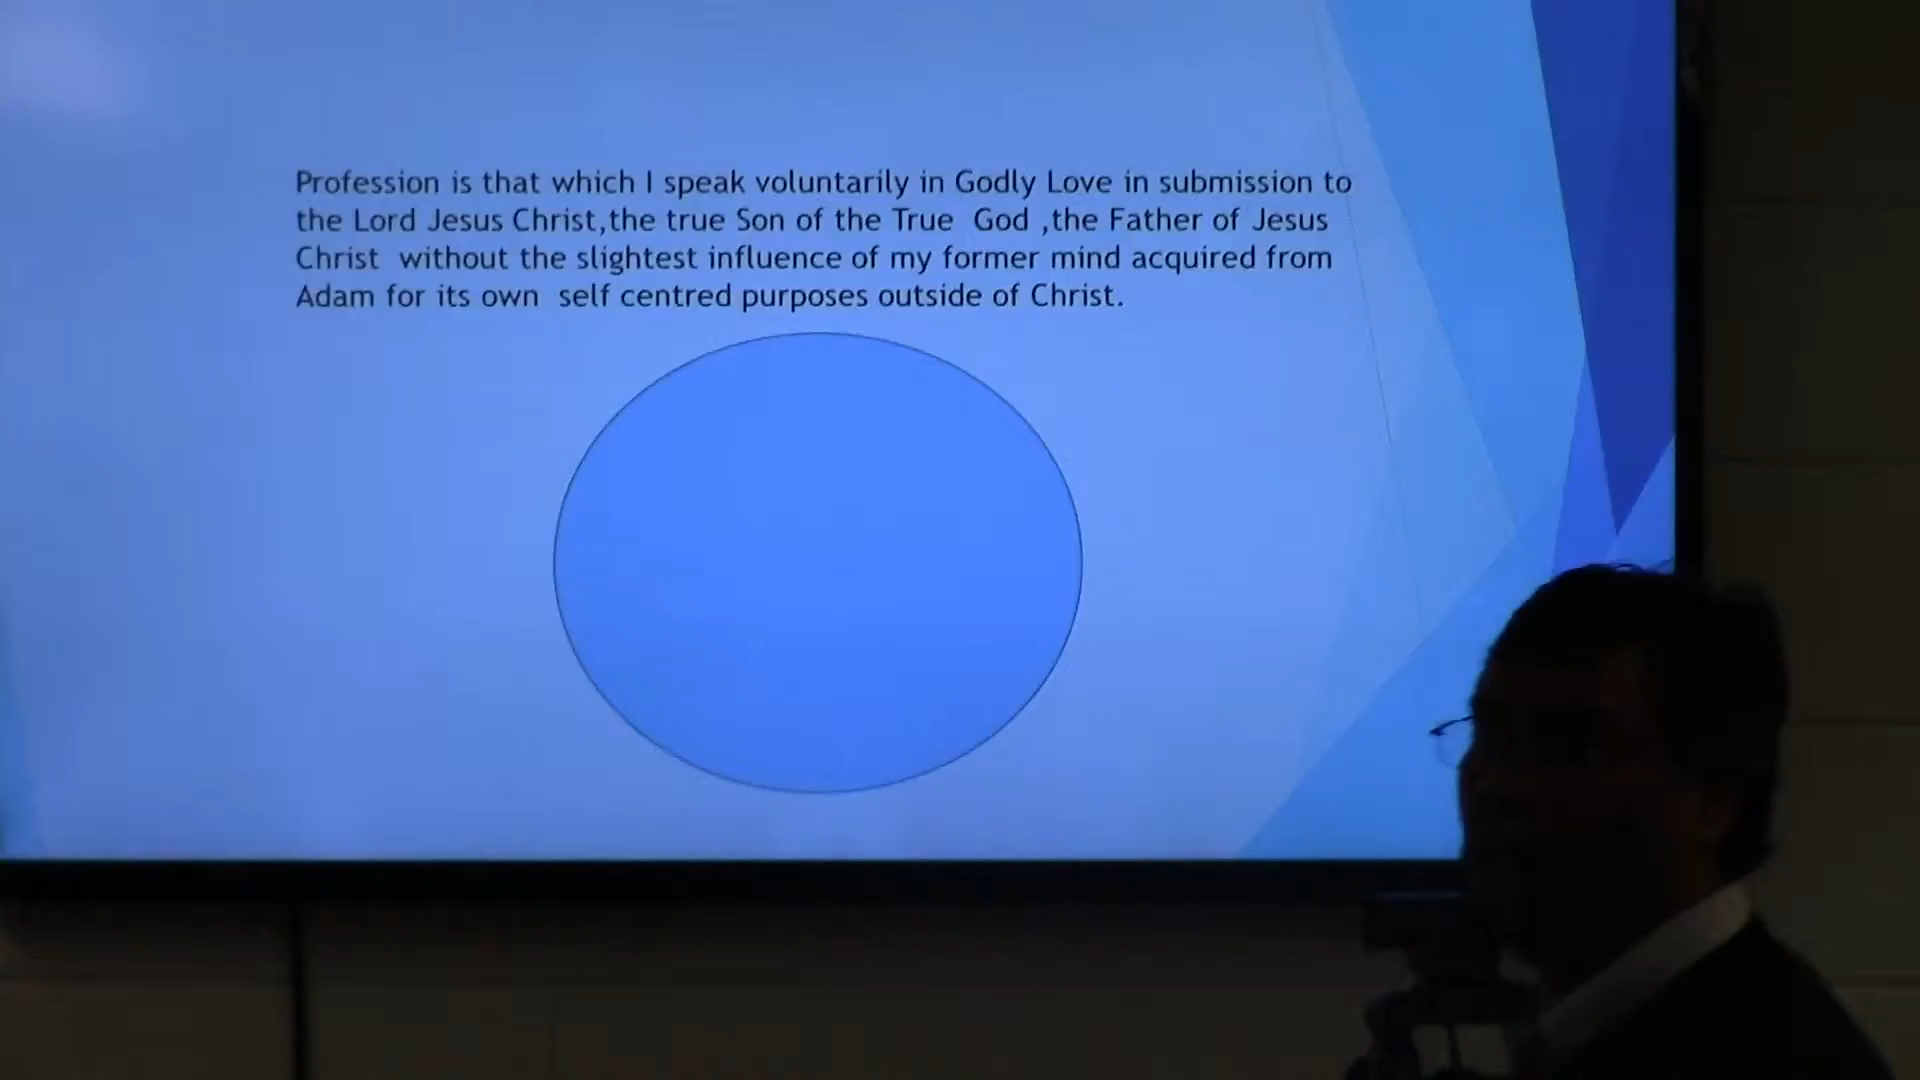 Profession is that which I speak voluntarily in Godly Love in submission to
the Lord Jesus Christ,the true Son of the True  God ,the Father of Jesus
Christ  without the slightest influence of my former mind acquired from
Adam for its own  self centred purposes outside of Christ.